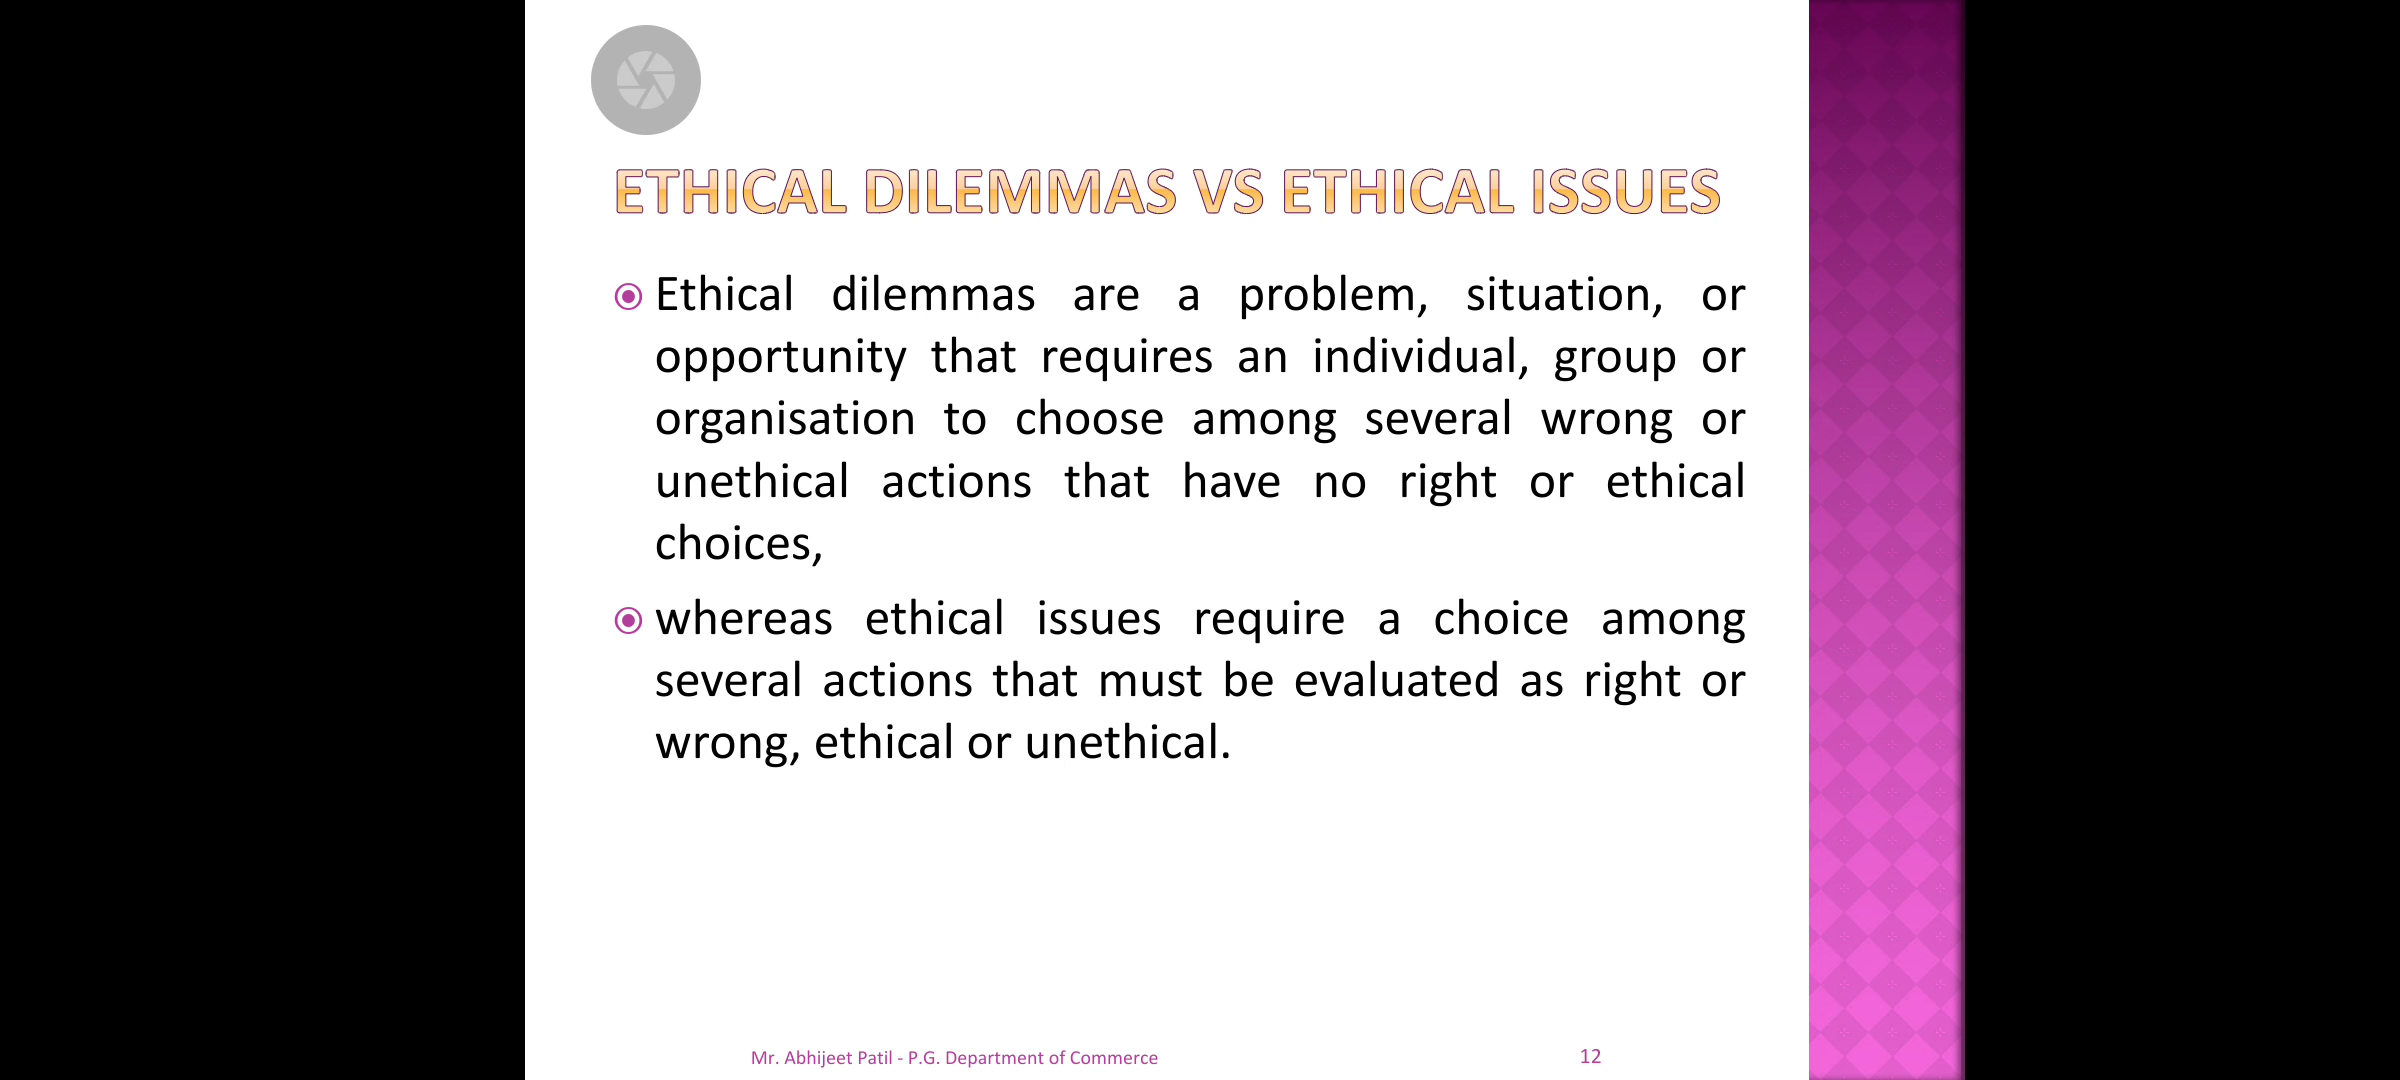 ETHICAL DILEMMAS VS ETHICAL ISSUES
Ethical dilemmas are a problem, situation, or
opportunity that requires an individual, group or
organisation to choose among several wrong or
unethical actions that have no right or ethical
choices,
whereas ethical issues require a choice among
several actions that must be evaluated as right or
wrong, ethical or unethical.
Mr. Abhijeet Patil - P.G. Department of Commerce
12